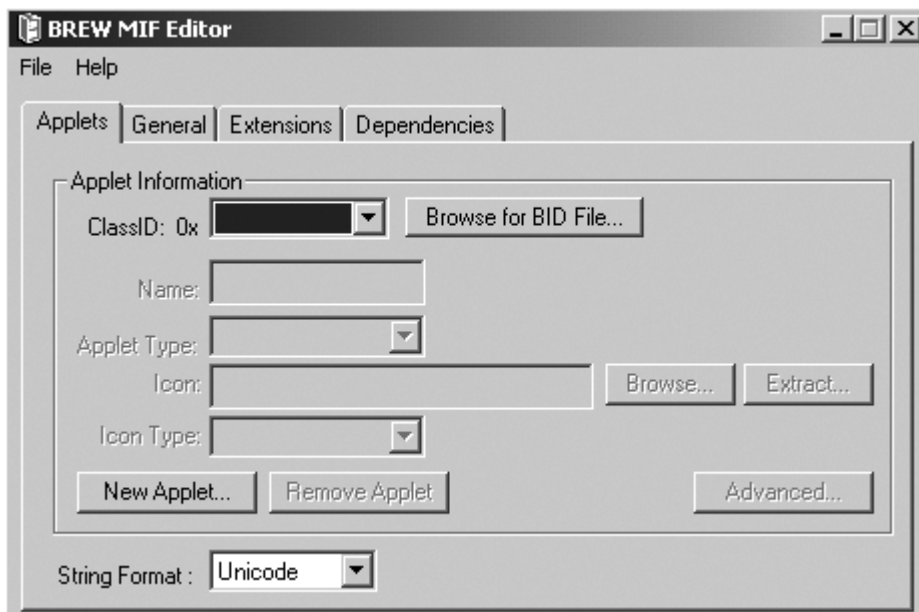 BREW MIF Editor
File Help
Applets General Extensions Dependencies
Applet Information
ClassID: 0x Browse for BID File...
Name:
Applet Type:
Icon: Browse... Extract...
Icon Type:
New Applet... Remove Applet Advanced...
String Format : Unicode